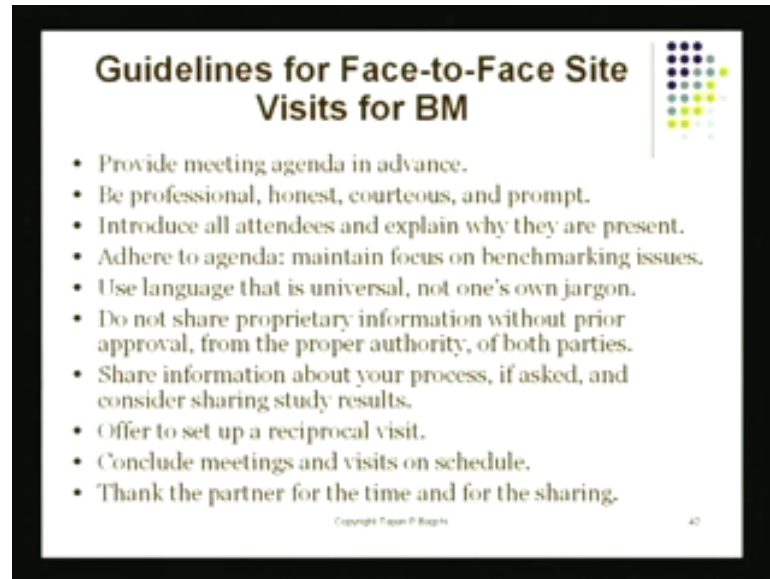 Guidelines for Face-to-Face Site
Visits for BM
• Provide meeting agenda in advance.
• Be professional, honest, courteous, and prompt.
• Introduce all attendees and explain why they are present.
• Adhere to agenda: maintain focus on benchmarking issues.
• Use language that is universal, not one's own jargon.
• Do not share proprietary information without prior
approval, from the proper authority, of both parties.
• Share information about your process, if asked, and
consider sharing study results.
• Offer to set up a reciprocal visit.
• Conclude meetings and visits on schedule.
• Thank the partner for the time and for the sharing.
Copyright Tapan P Bagchi